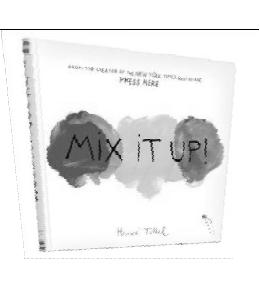 FROM THE CREATOR OF THE NEW YORK TIMES BESTSELLER
PRESS HERE
MIX IT UP!
Hervé Tullet